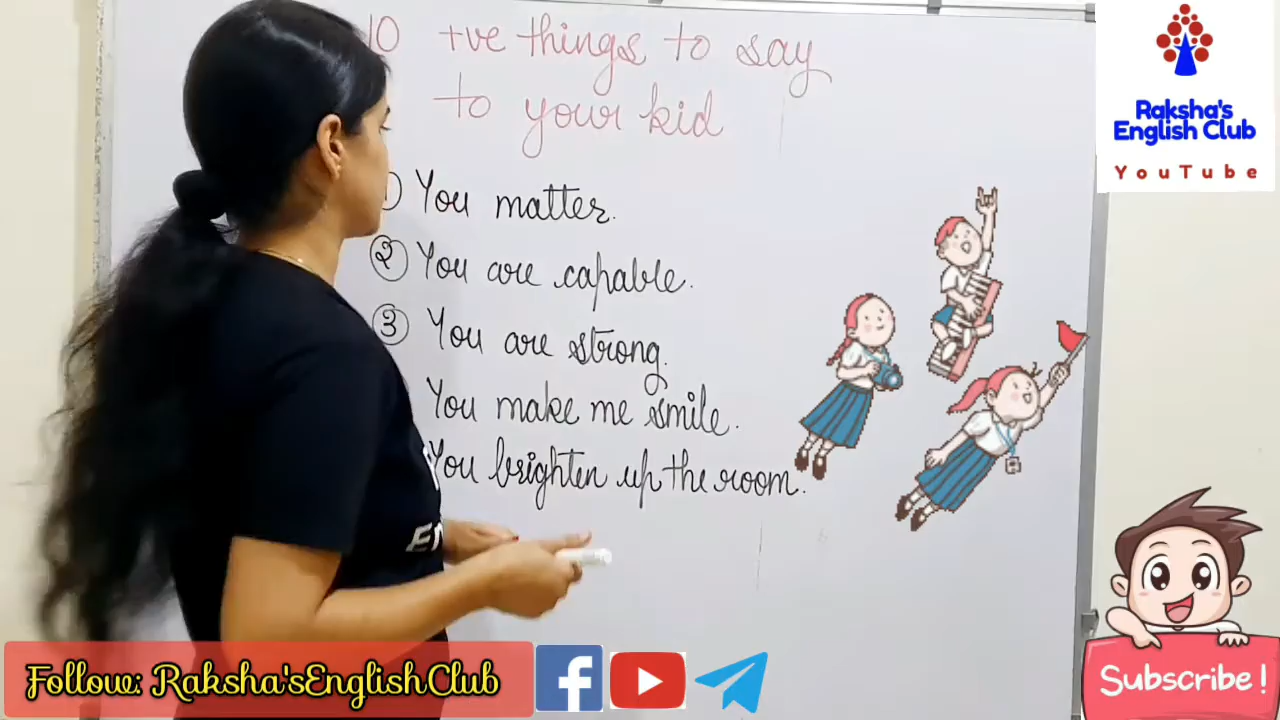 10 +ve things to say
to your kid
1) You matter.
② You are capable.
③ You are strong.
You make me smile.
You brighten up the room.
Raksha's
English Club
YouTube
Follow: Raksha'sEnglishClub
Subscribe!